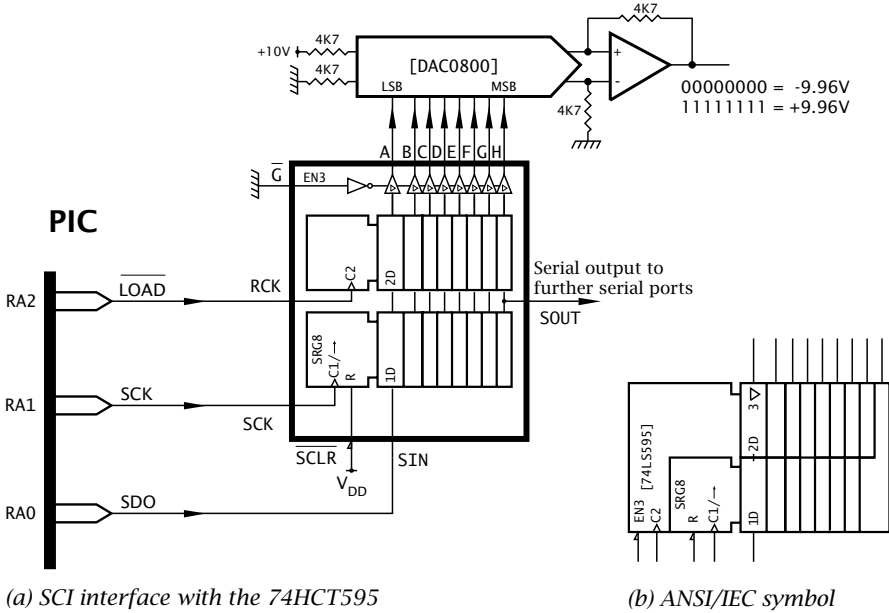 4K7
+10V
4K7
4K7
[DAC0800]
LSB
MSB
+
-
4K7
00000000 = -9.96V
11111111 = +9.96V
A B C D E F G H
G
EN3
PIC
C2
2D
RA2
LOAD
RCK
Serial output to
further serial ports
SOUT
SRG8
C1/→
R
1D
RA1
SCK
SCK
SCLR
SIN
VDD
RA0
SDO
3
2D
[74LS595]
EN3
C2
SRG8
R
C1/→
1D
(a) SCI interface with the 74HCT595
(b) ANSI/IEC symbol